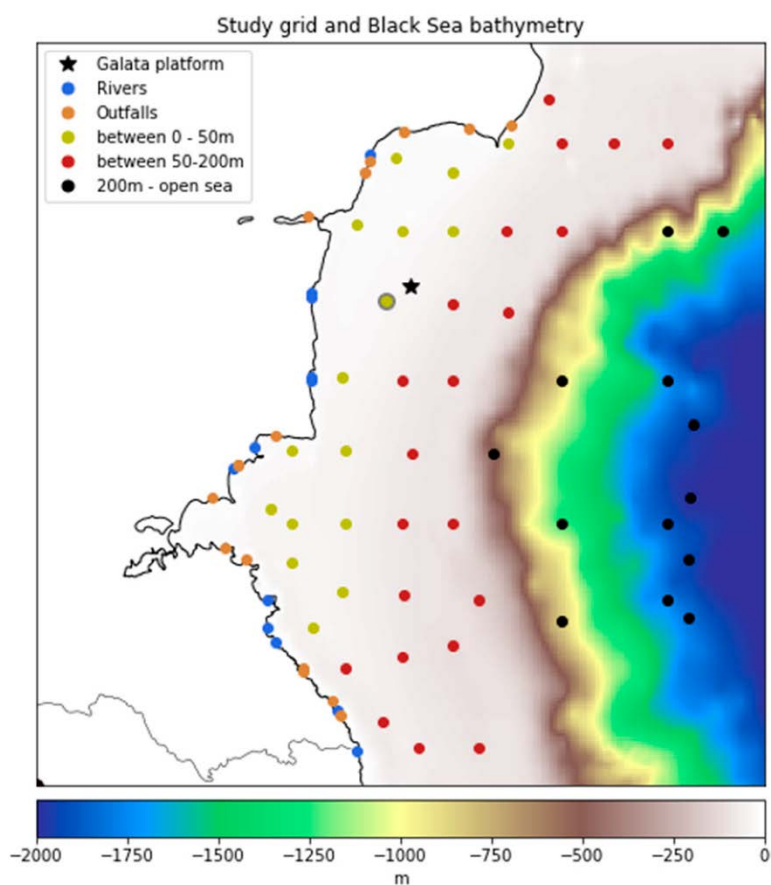 Study grid and Black Sea bathymetry
Galata platform
Rivers
Outfalls
between 0 - 50m
between 50-200m
200m - open sea
−2000 −1750 −1500 −1250 −1000 −750 −500 −250 0
m